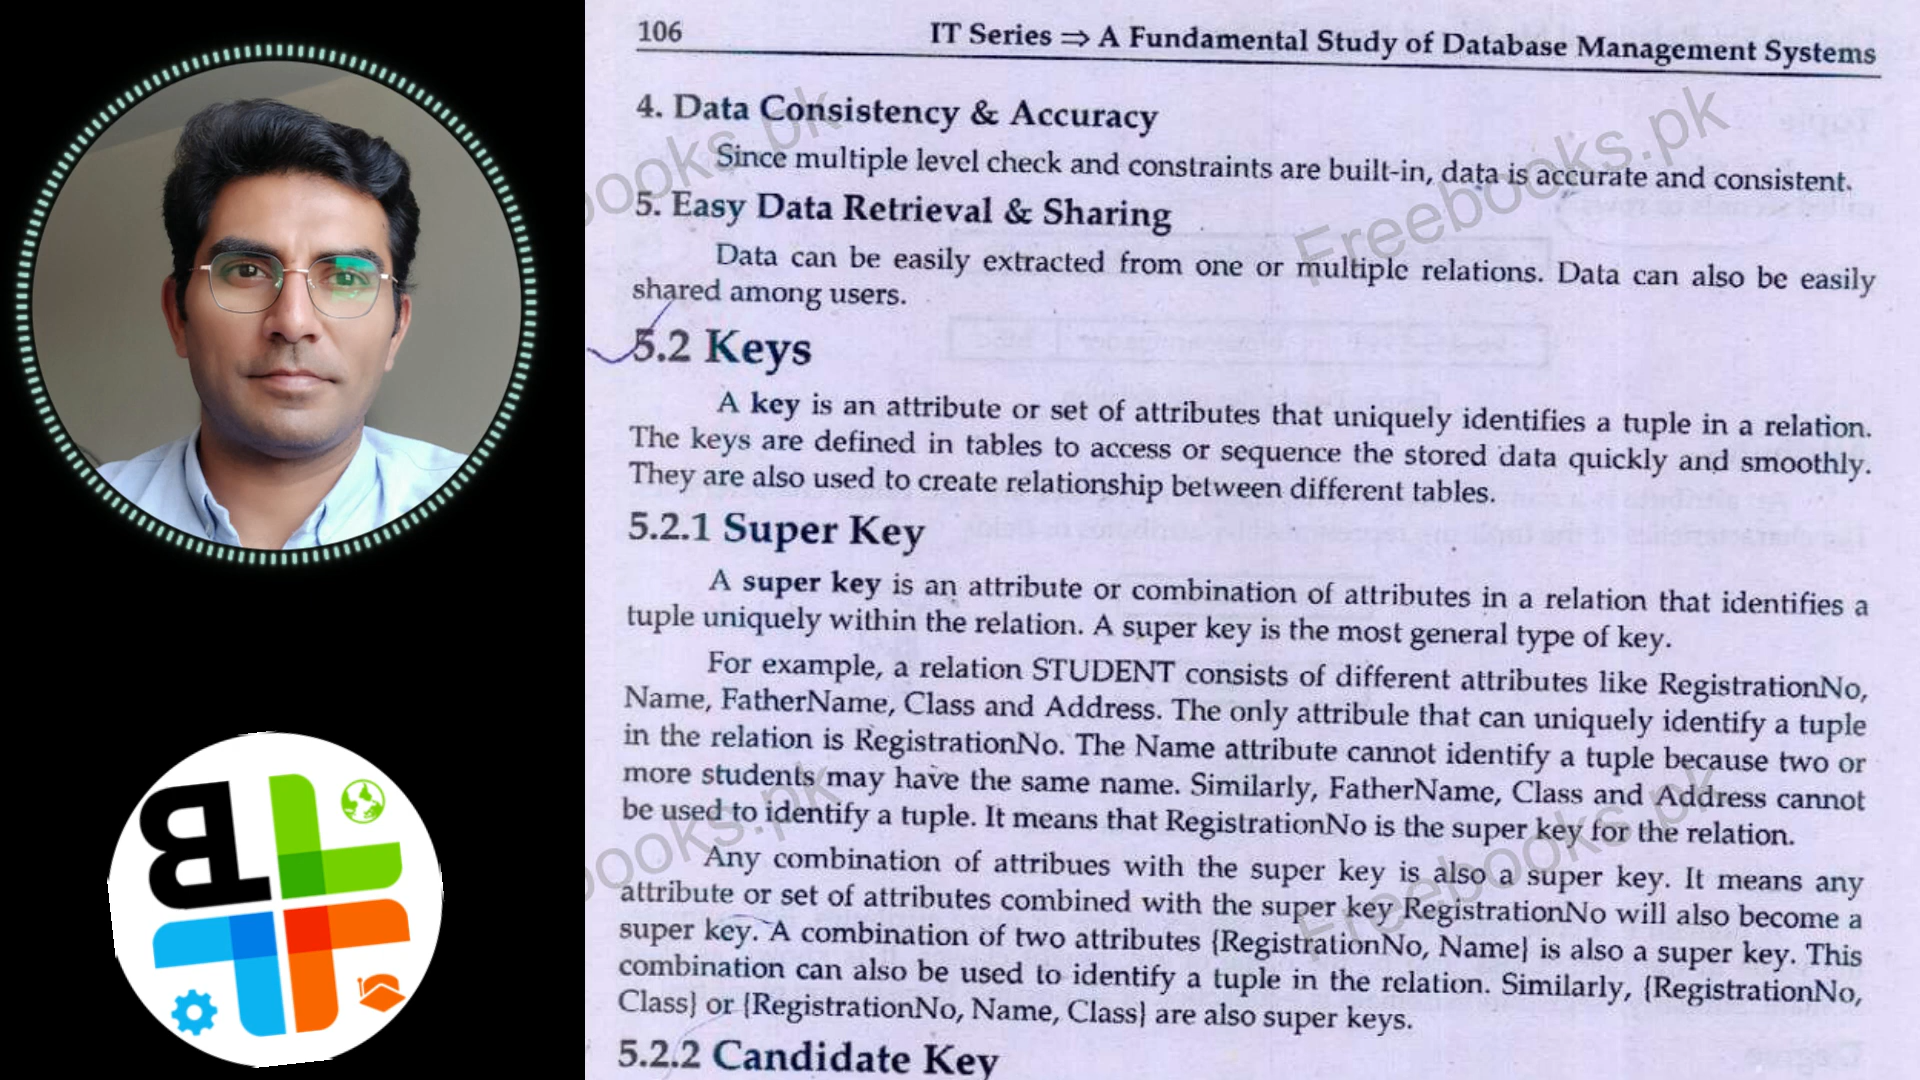 106 IT Series ⇒ A Fundamental Study of Database Management Systems
4. Data Consistency & Accuracy
Since multiple level check and constraints are built-in, data is accurate and consistent.
5. Easy Data Retrieval & Sharing
Data can be easily extracted from one or multiple relations. Data can also be easily
shared among users.
5.2 Keys
A key is an attribute or set of attributes that uniquely identifies a tuple in a relation.
The keys are defined in tables to access or sequence the stored data quickly and smoothly.
They are also used to create relationship between different tables.
5.2.1 Super Key
A super key is an attribute or combination of attributes in a relation that identifies a
tuple uniquely within the relation. A super key is the most general type of key.
For example, a relation STUDENT consists of different attributes like RegistrationNo,
Name, FatherName, Class and Address. The only attribule that can uniquely identify a tuple
in the relation is RegistrationNo. The Name attribute cannot identify a tuple because two or
more students may have the same name. Similarly, FatherName, Class and Address cannot
be used to identify a tuple. It means that RegistrationNo is the super key for the relation.
Any combination of attribues with the super key is also a super key. It means any
attribute or set of attributes combined with the super key RegistrationNo will also become a
super key. A combination of two attributes {RegistrationNo, Name} is also a super key. This
combination can also be used to identify a tuple in the relation. Similarly, {RegistrationNo,
Class} or {RegistrationNo, Name, Class} are also super keys.
5.2.2 Candidate Key
ooks.pk
Freebooks.pk
ooks.pk
Freebooks.pk